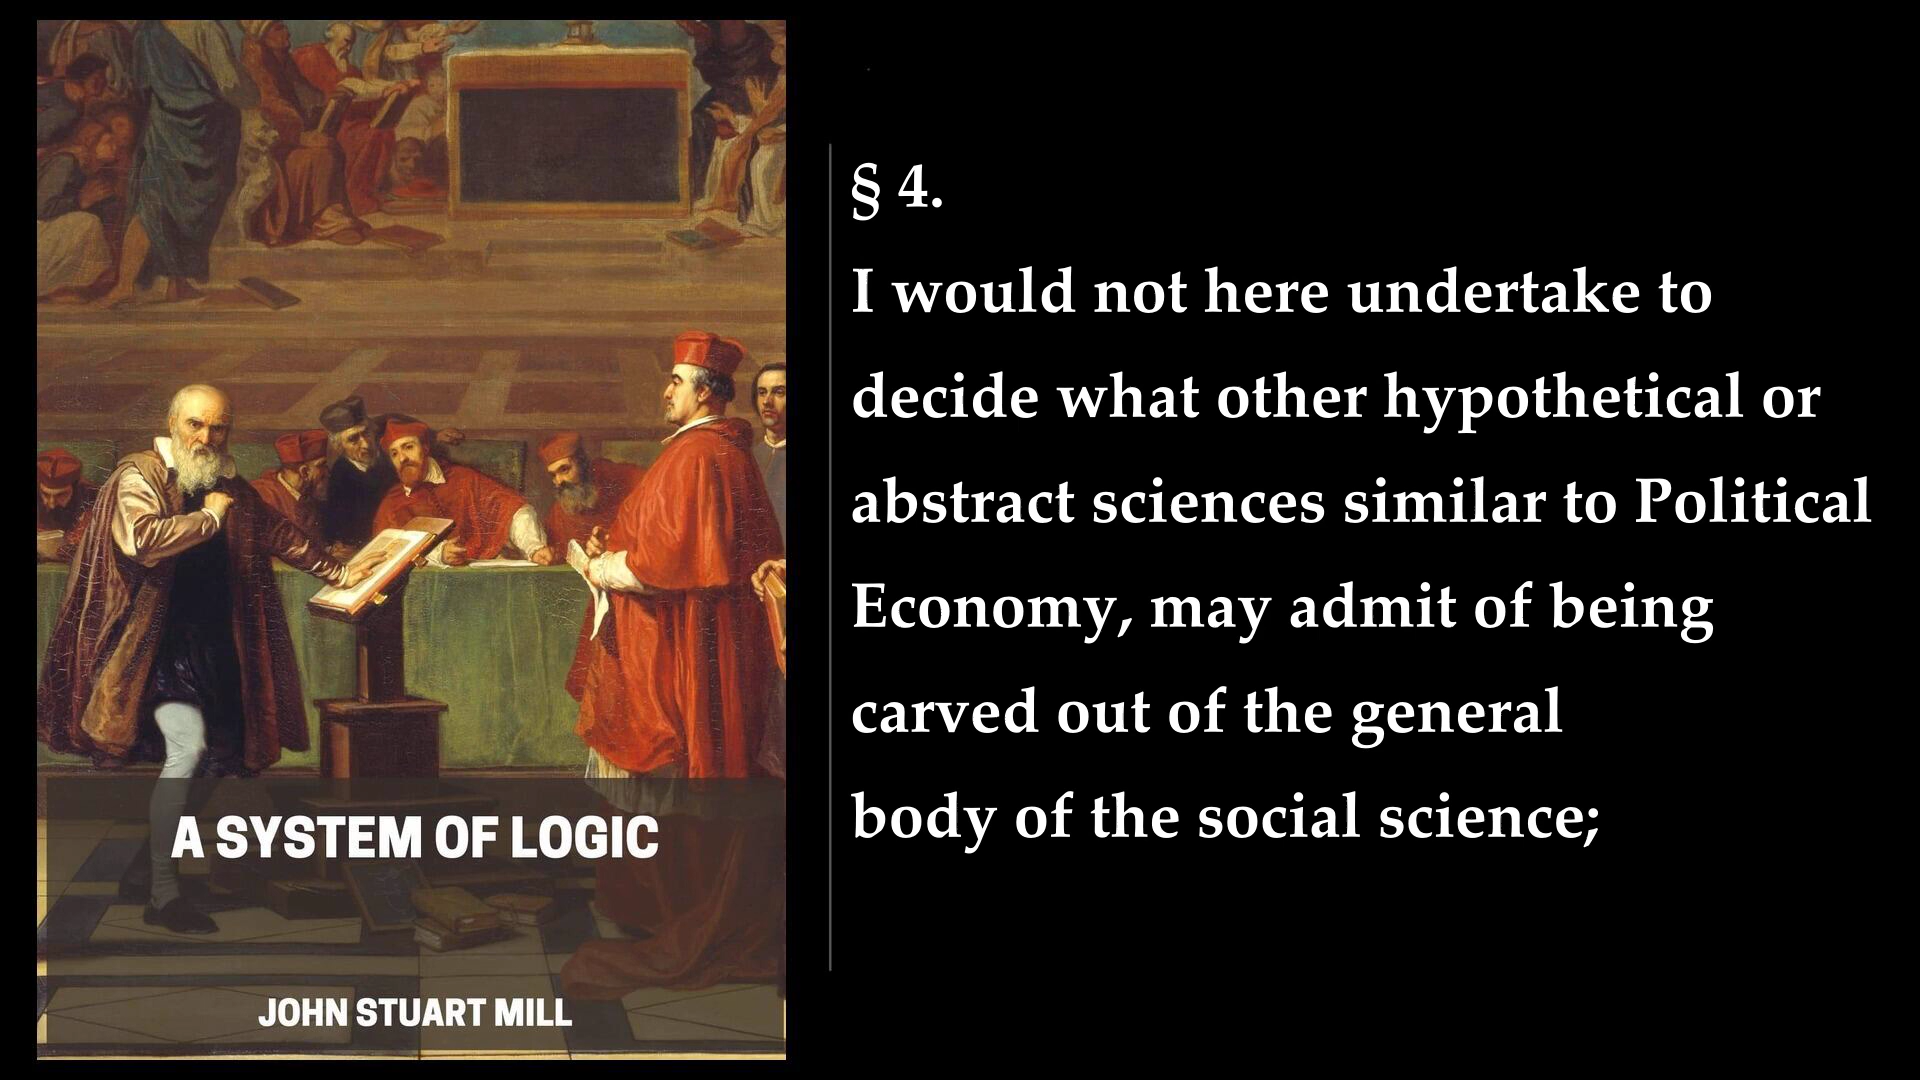 A SYSTEM OF LOGIC
JOHN STUART MILL
§ 4.
I would not here undertake to
decide what other hypothetical or
abstract sciences similar to Political
Economy, may admit of being
carved out of the general
body of the social science;